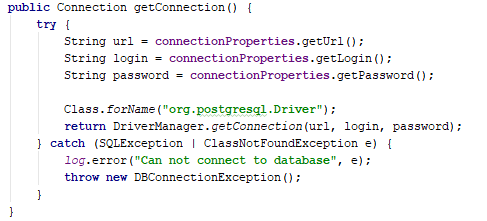 public Connection getConnection() {
    try {
        String url = connectionProperties.getUrl();
        String login = connectionProperties.getLogin();
        String password = connectionProperties.getPassword();

        Class.forName("org.postgresql.Driver");
        return DriverManager.getConnection(url, login, password);
    } catch (SQLException | ClassNotFoundException e) {
        log.error("Can not connect to database", e);
        throw new DBConnectionException();
    }
}